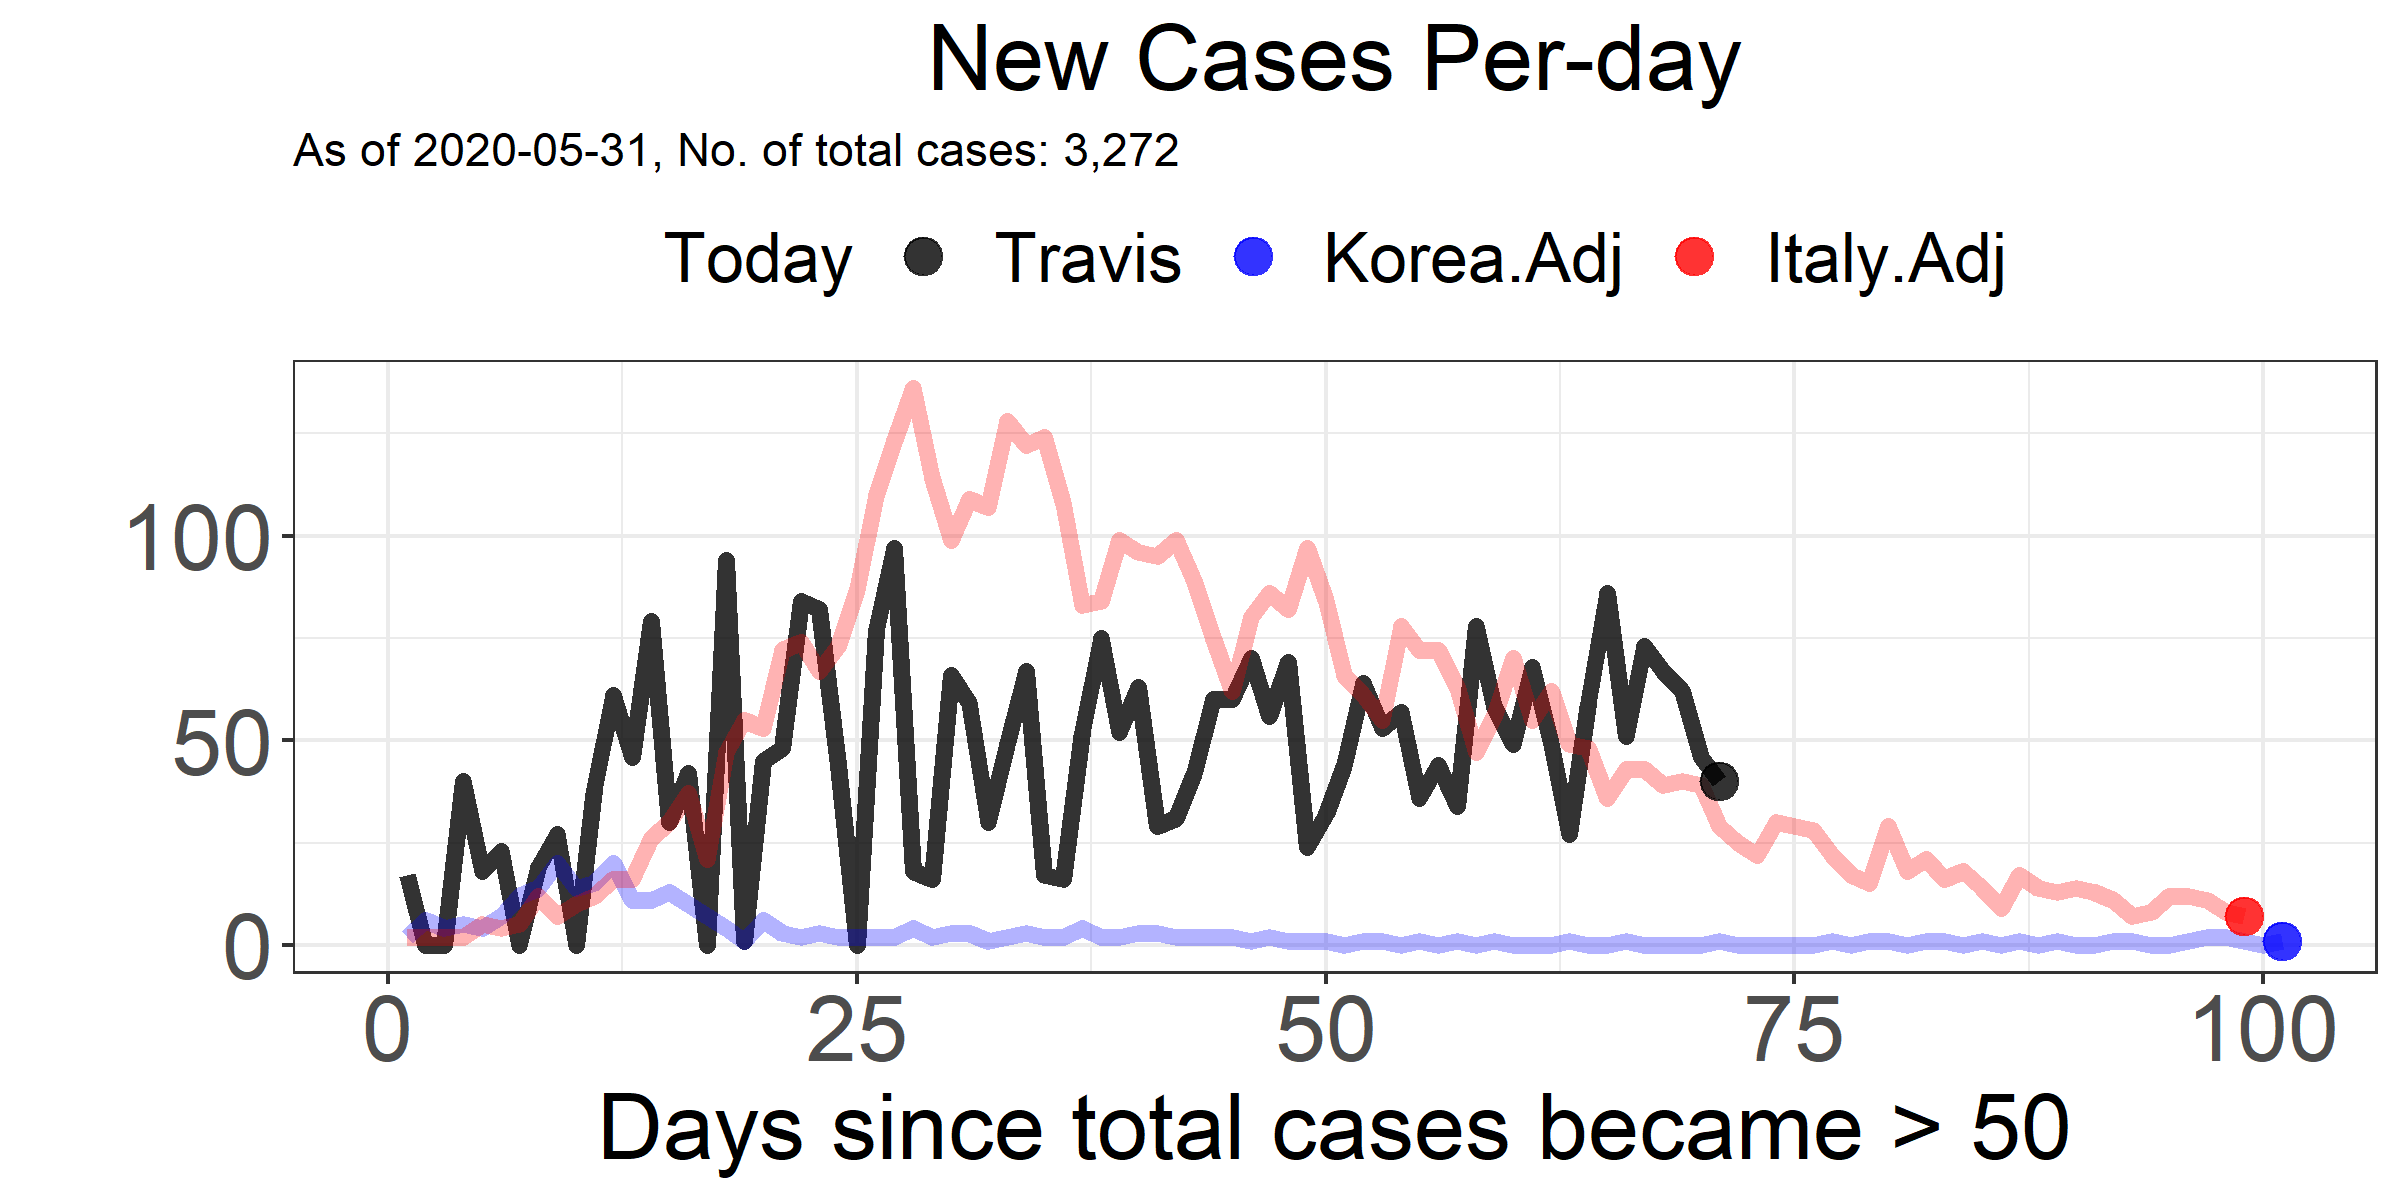 New Cases Per-day
As of 2020-05-31, No. of total cases: 3,272
Today Travis Korea.Adj Italy.Adj
100
50
0
0 25 50 75 100
Days since total cases became > 50